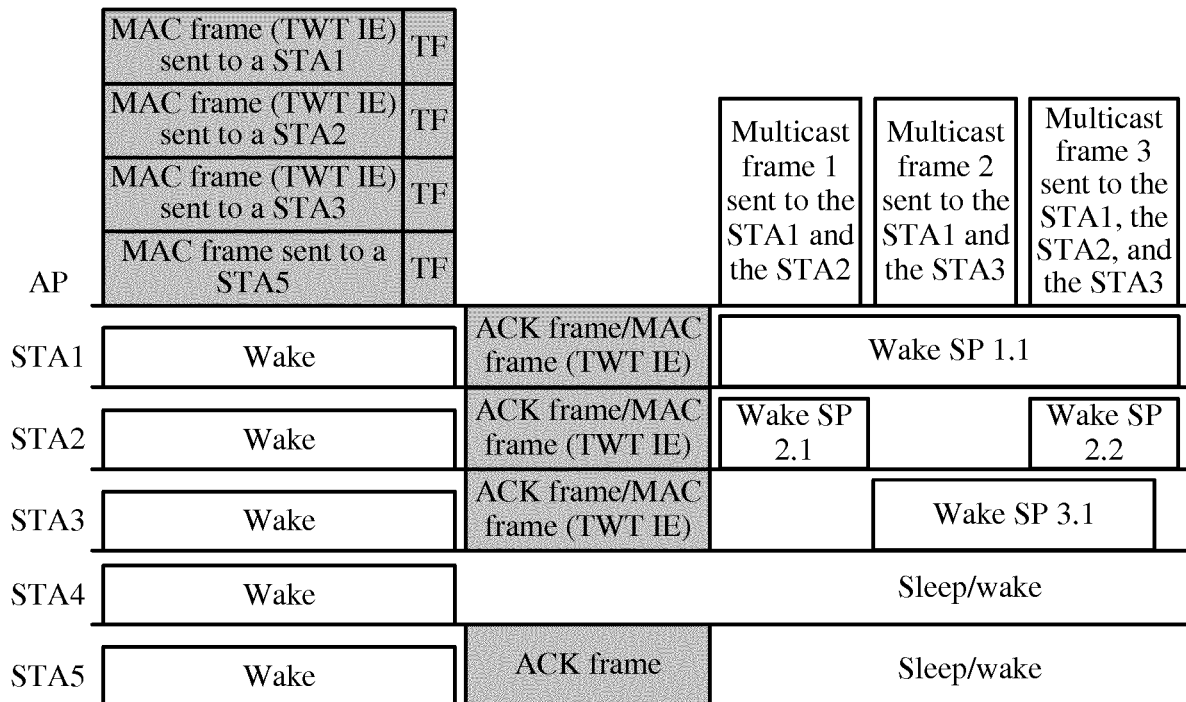 MAC frame (TWT IE)
sent to a STA1
TF
MAC frame (TWT IE)
sent to a STA2
TF
MAC frame (TWT IE)
sent to a STA3
TF
MAC frame sent to a
STA5
TF
Multicast
frame 1
sent to the
STA1 and
the STA2
Multicast
frame 2
sent to the
STA1 and
the STA3
Multicast
frame 3
sent to the
STA1, the
STA2, and
the STA3
AP
STA1
Wake
ACK frame/MAC
frame (TWT IE)
Wake SP 1.1
STA2
Wake
ACK frame/MAC
frame (TWT IE)
Wake SP
2.1
Wake SP
2.2
STA3
Wake
ACK frame/MAC
frame (TWT IE)
Wake SP 3.1
STA4
Wake
Sleep/wake
STA5
Wake
ACK frame
Sleep/wake